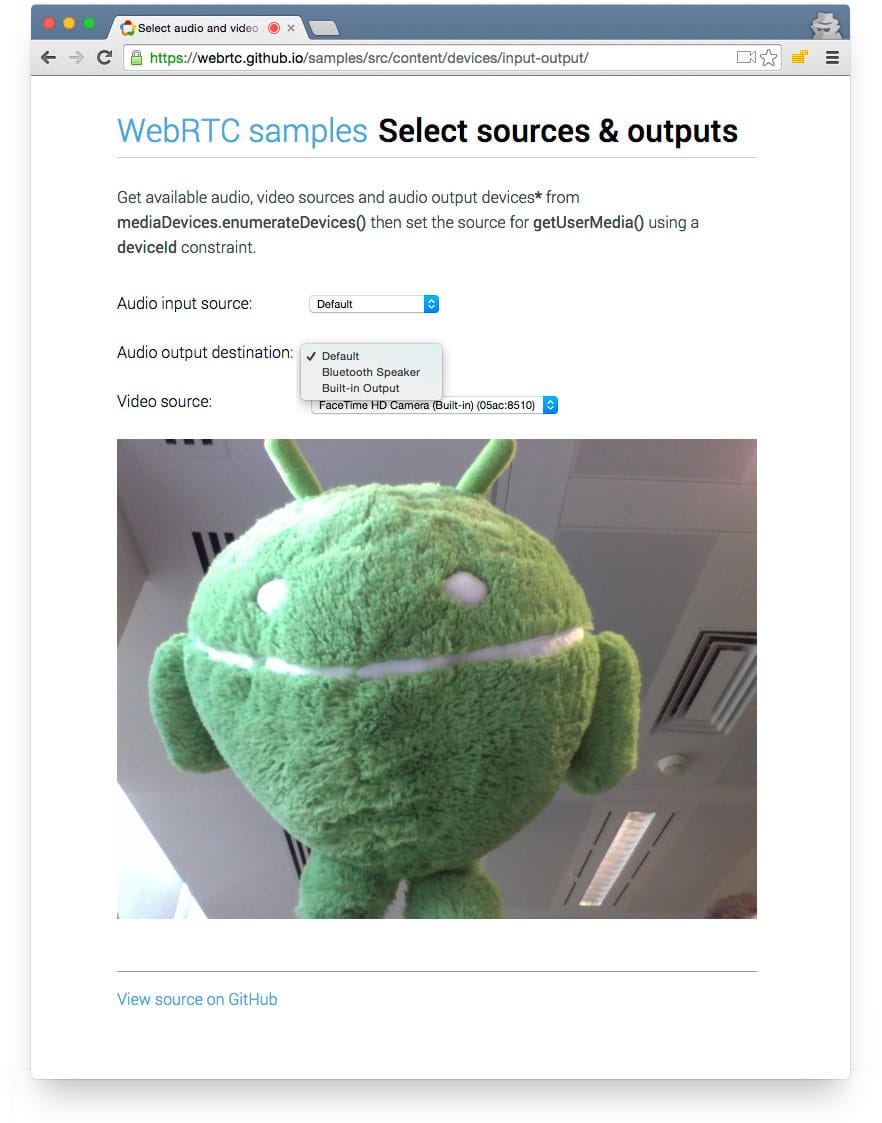 Select audio and video
https://webrtc.github.io/samples/src/content/devices/input-output/
WebRTC samples Select sources & outputs
Get available audio, video sources and audio output devices* from
mediaDevices.enumerateDevices() then set the source for getUserMedia() using a
deviceId constraint.
Audio input source: Default
Audio output destination: ✓ Default
Bluetooth Speaker
Built-in Output
Video source: FaceTime HD Camera (Built-in) (05ac:8510)
View source on GitHub